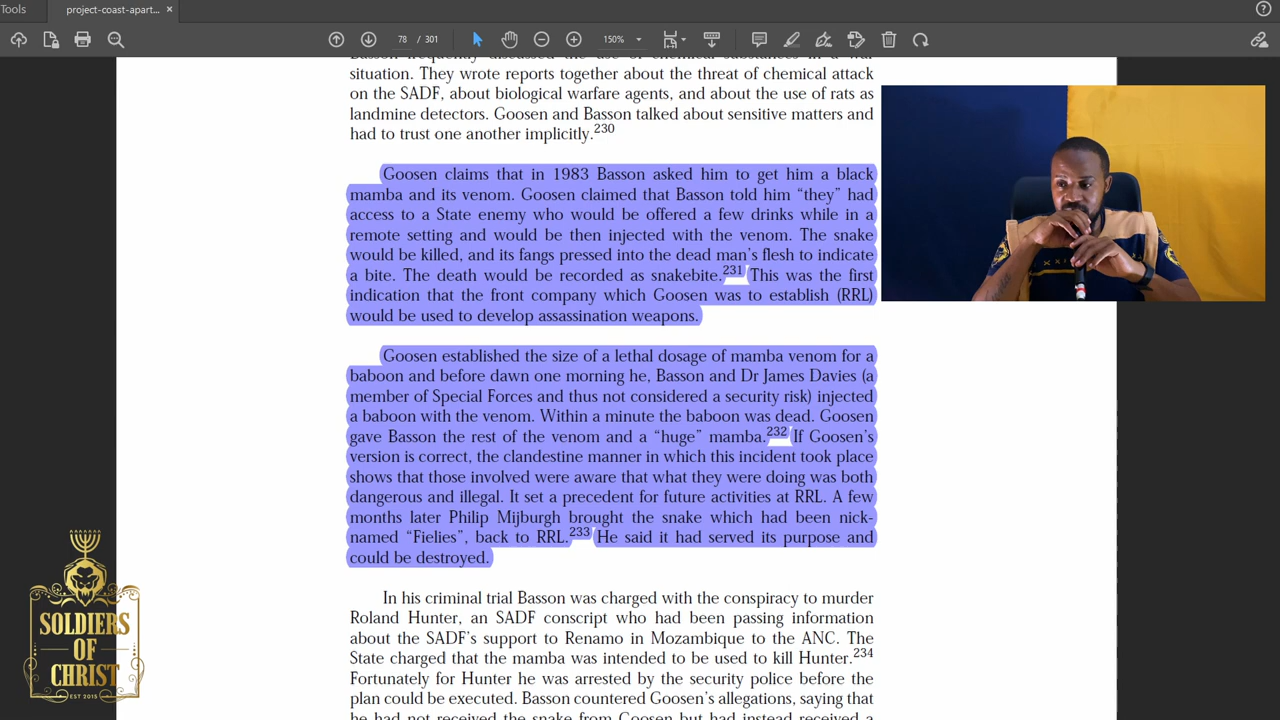 Tools
project-coast-apart... ×
78 / 301
150%
situation. They wrote reports together about the threat of chemical attack
on the SADF, about biological warfare agents, and about the use of rats as
landmine detectors. Goosen and Basson talked about sensitive matters and
had to trust one another implicitly.230
Goosen claims that in 1983 Basson asked him to get him a black
mamba and its venom. Goosen claimed that Basson told him “they” had
access to a State enemy who would be offered a few drinks while in a
remote setting and would be then injected with the venom. The snake
would be killed, and its fangs pressed into the dead man’s flesh to indicate
a bite. The death would be recorded as snakebite.231 This was the first
indication that the front company which Goosen was to establish (RRL)
would be used to develop assassination weapons.
Goosen established the size of a lethal dosage of mamba venom for a
baboon and before dawn one morning he, Basson and Dr James Davies (a
member of Special Forces and thus not considered a security risk) injected
a baboon with the venom. Within a minute the baboon was dead. Goosen
gave Basson the rest of the venom and a “huge” mamba.232 If Goosen’s
version is correct, the clandestine manner in which this incident took place
shows that those involved were aware that what they were doing was both
dangerous and illegal. It set a precedent for future activities at RRL. A few
months later Philip Mijburgh brought the snake which had been nick-
named “Fielies”, back to RRL.233 He said it had served its purpose and
could be destroyed.
In his criminal trial Basson was charged with the conspiracy to murder
Roland Hunter, an SADF conscript who had been passing information
about the SADF’s support to Renamo in Mozambique to the ANC. The
State charged that the mamba was intended to be used to kill Hunter.234
Fortunately for Hunter he was arrested by the security police before the
plan could be executed. Basson countered Goosen’s allegations, saying that
he had not received the snake from Goosen but had instead received a
SOLDIERS
OF
CHRIST
EST 2015